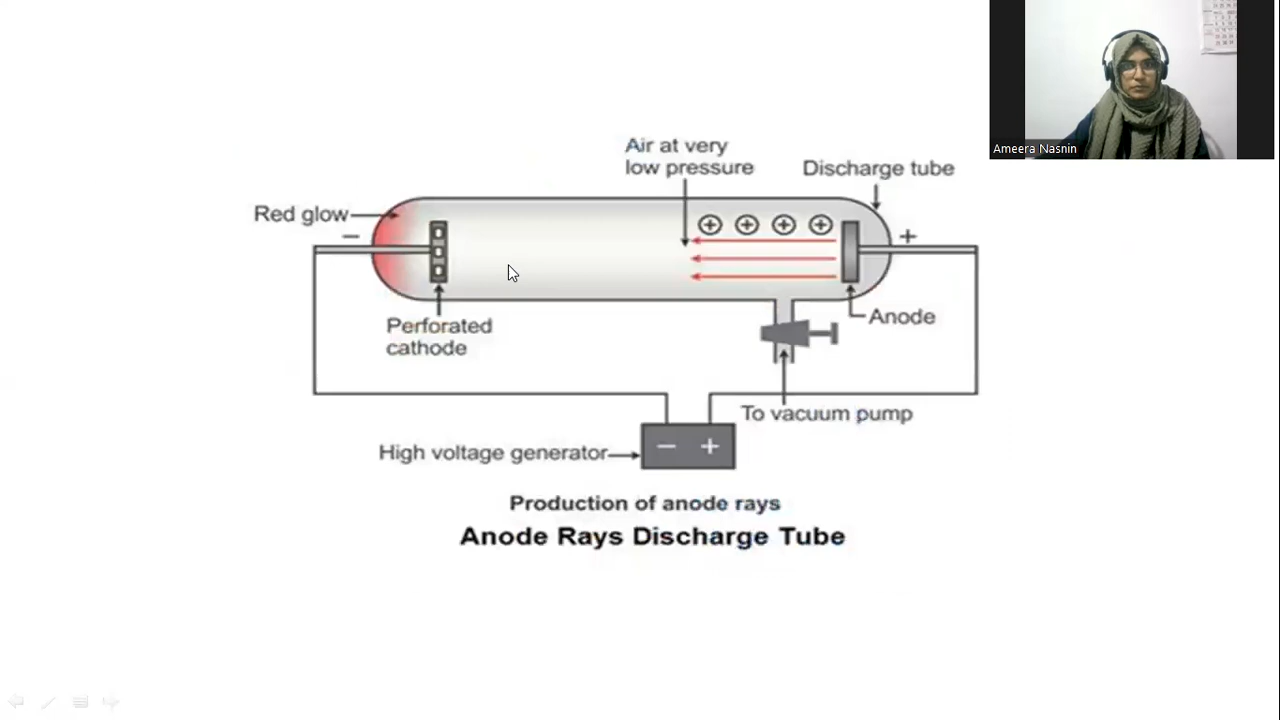 Ameera Nasnin
Air at very
low pressure
Discharge tube
Red glow
−
+
Perforated
cathode
Anode
To vacuum pump
High voltage generator
− +
Production of anode rays
Anode Rays Discharge Tube